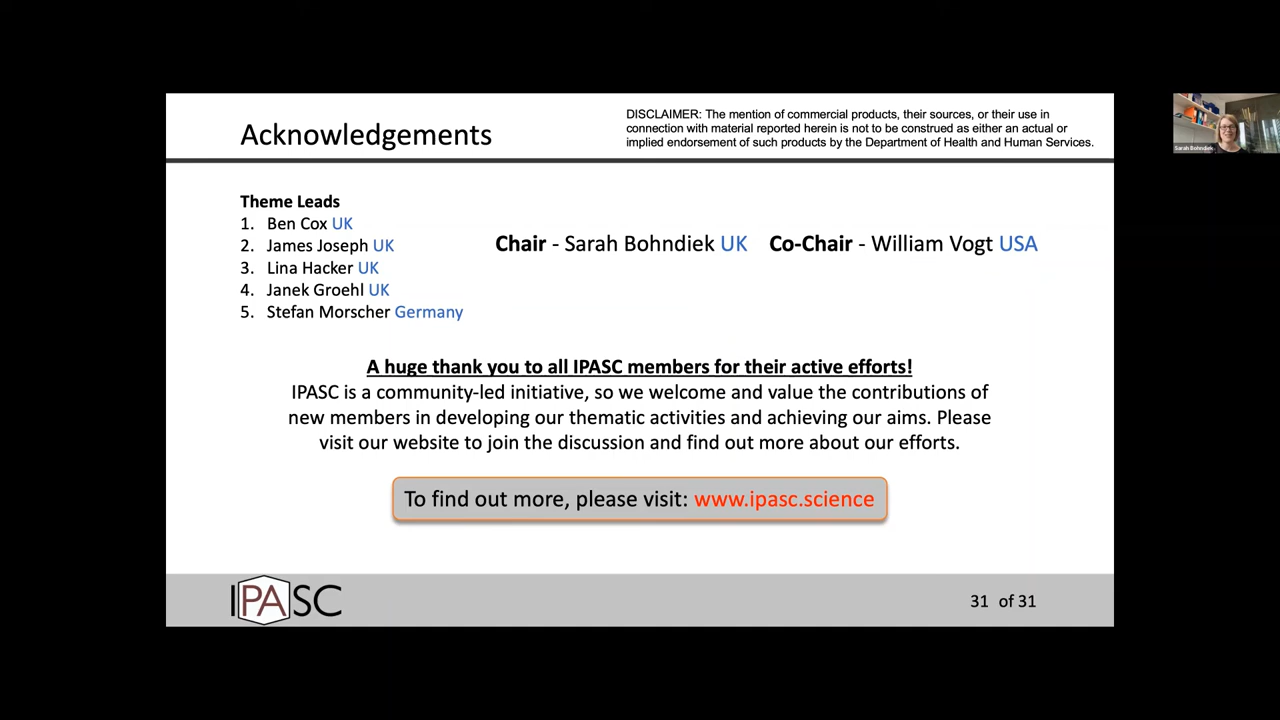 Acknowledgements
DISCLAIMER: The mention of commercial products, their sources, or their use in
connection with material reported herein is not to be construed as either an actual or
implied endorsement of such products by the Department of Health and Human Services.
Theme Leads
1. Ben Cox UK
2. James Joseph UK
3. Lina Hacker UK
4. Janek Groehl UK
5. Stefan Morscher Germany
Chair - Sarah Bohndiek UK Co-Chair - William Vogt USA
A huge thank you to all IPASC members for their active efforts!
IPASC is a community-led initiative, so we welcome and value the contributions of
new members in developing our thematic activities and achieving our aims. Please
visit our website to join the discussion and find out more about our efforts.
To find out more, please visit: www.ipasc.science
IPASC
31 of 31
Sarah Bohndiek